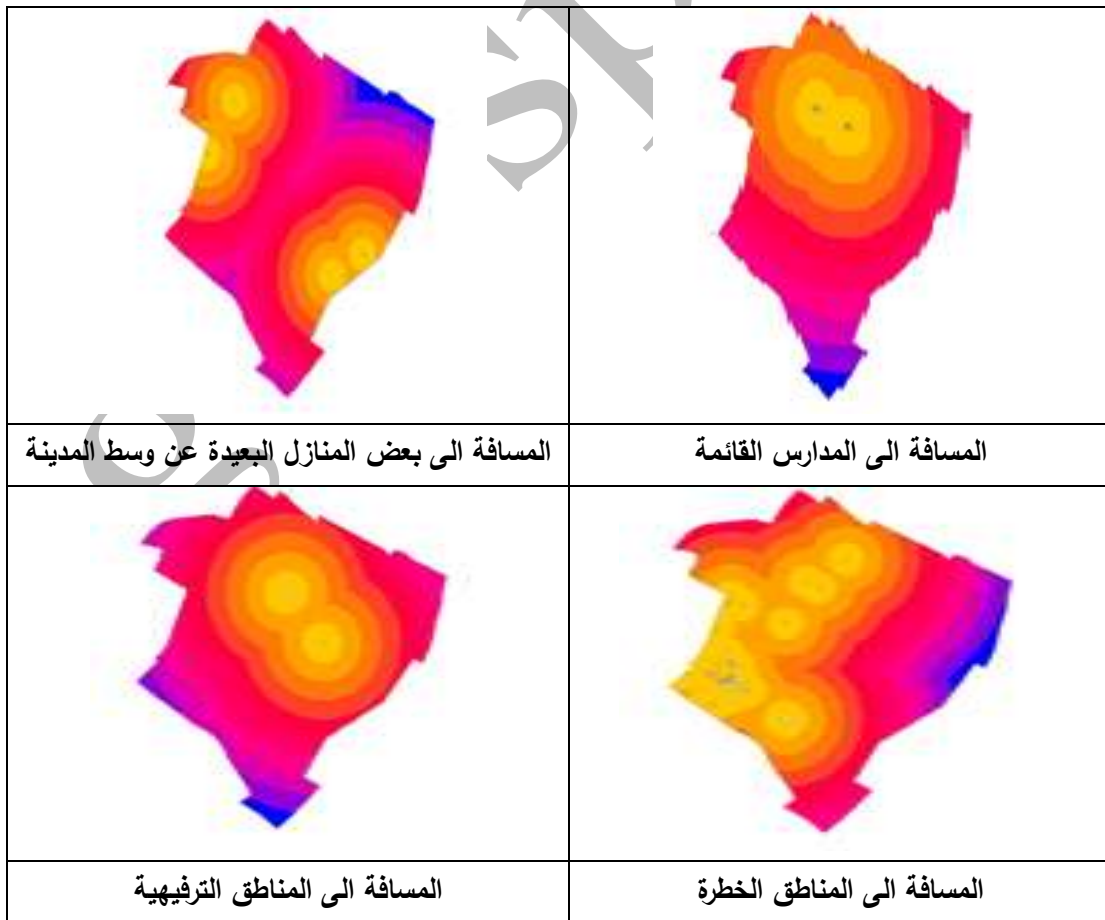 المسافة الى المدارس القائمة
المسافة الى بعض المنازل البعيدة عن وسط المدينة
المسافة الى المناطق الخطرة
المسافة الى المناطق الترفيهية